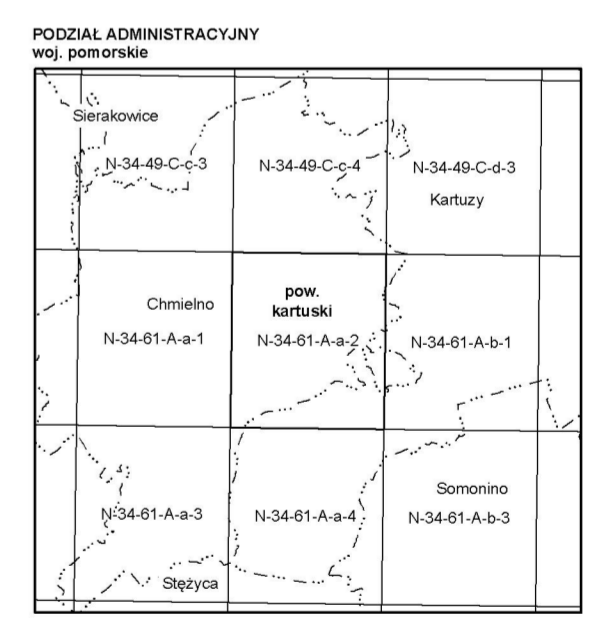 PODZIAŁ ADMINISTRACYJNY
woj. pomorskie
Sierakowice
N-34-49-C-c-3
N-34-49-C-c-4
N-34-49-C-d-3
Kartuzy
Chmielno
pow.
kartuski
N-34-61-A-a-1
N-34-61-A-a-2
N-34-61-A-b-1
Somonino
N-34-61-A-a-3
N-34-61-A-a-4
N-34-61-A-b-3
Stężyca